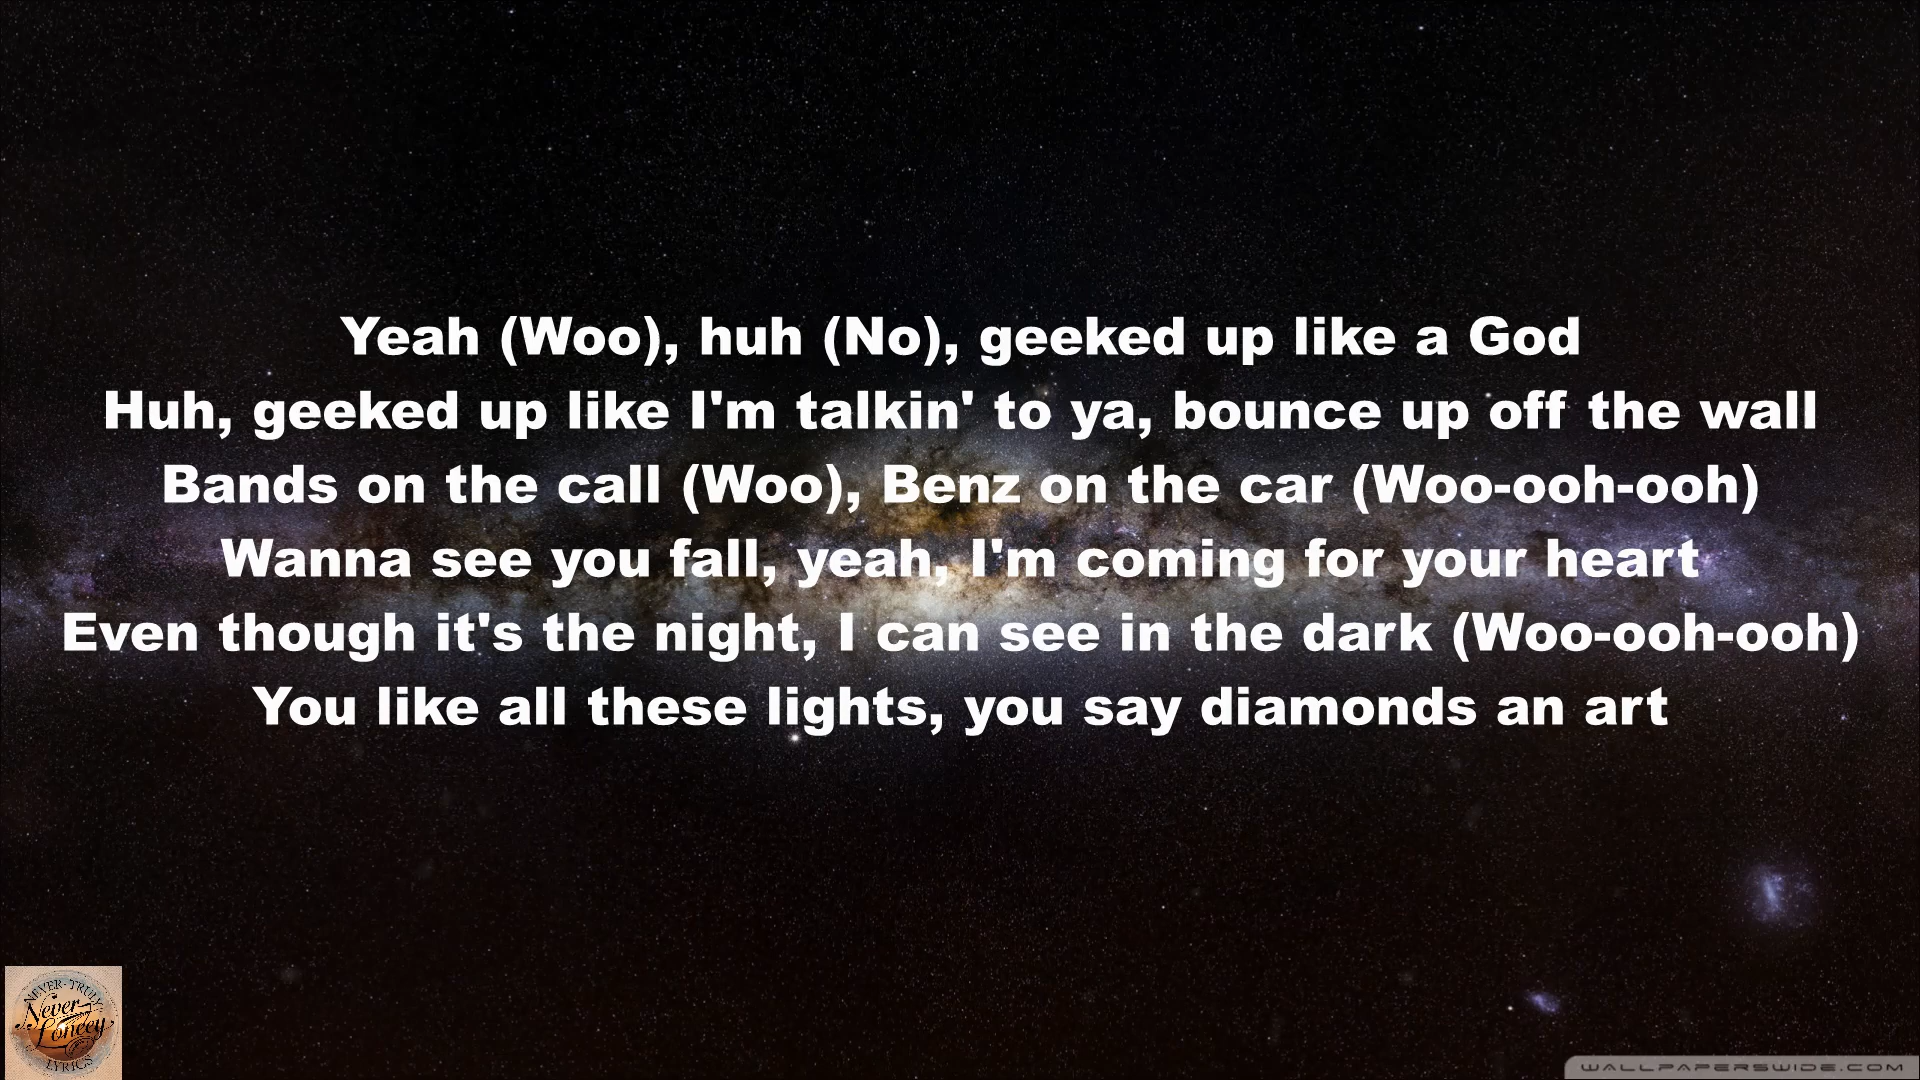 Yeah (Woo), huh (No), geeked up like a God
Huh, geeked up like I'm talkin' to ya, bounce up off the wall
Bands on the call (Woo), Benz on the car (Woo-ooh-ooh)
Wanna see you fall, yeah, I'm coming for your heart
Even though it's the night, I can see in the dark (Woo-ooh-ooh)
You like all these lights, you say diamonds an art
NEVER-TRULY
Never
Loneey
LYRICS
WALLPAPERSWIDE.COM